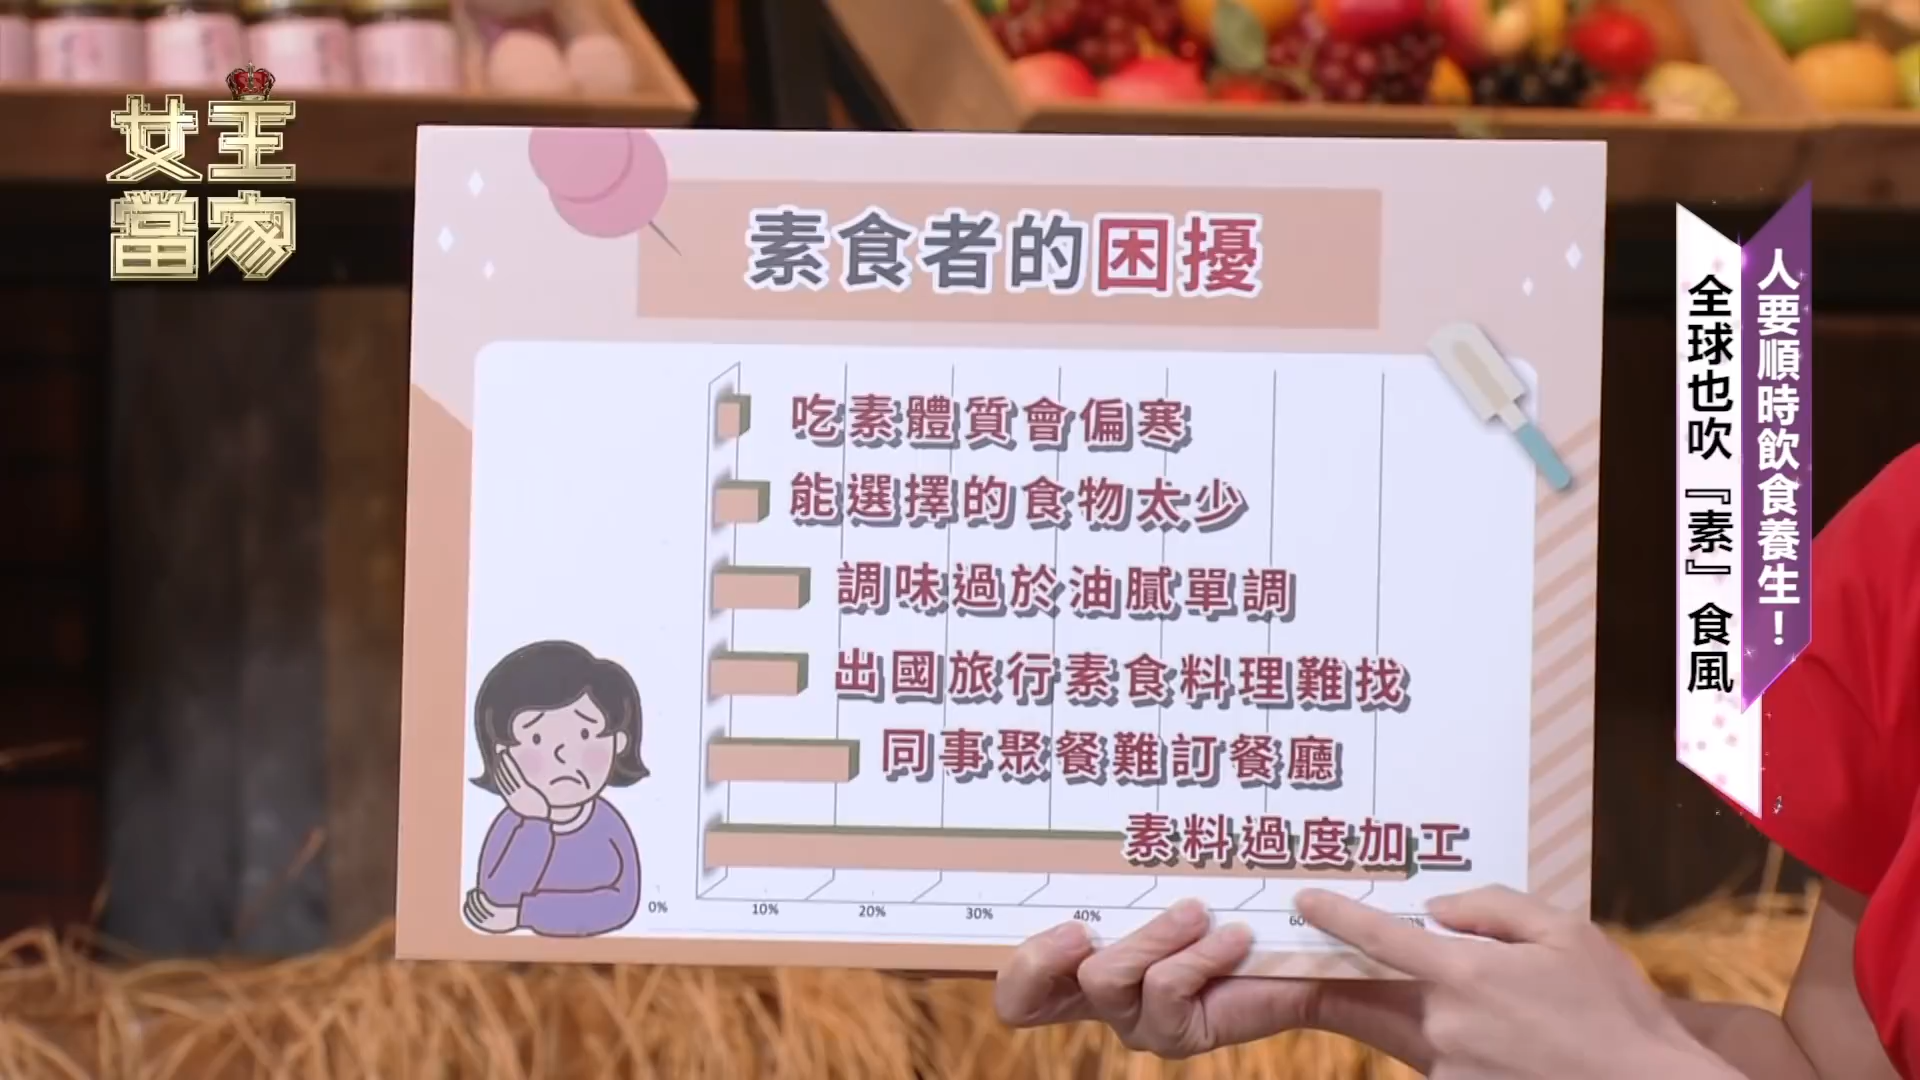 女王
當家
素食者的困擾
吃素體質會偏寒
能選擇的食物太少
調味過於油膩單調
出國旅行素食料理難找
同事聚餐難訂餐廳
素料過度加工
0%
10%
20%
30%
40%
人要順時飲食養生！
全球也吹『素』食風